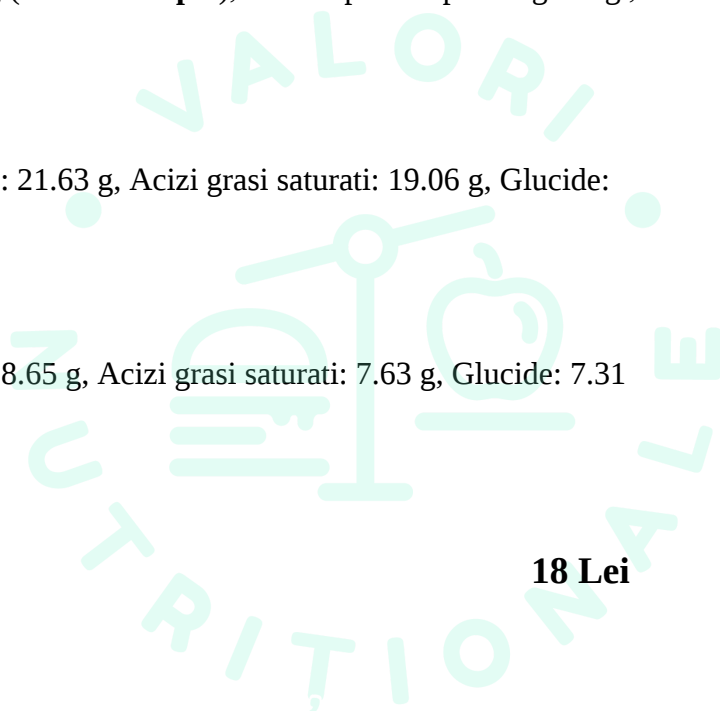 VALORI
: 21.63 g, Acizi grasi saturati: 19.06 g, Glucide:
8.65 g, Acizi grasi saturati: 7.63 g, Glucide: 7.31
18 Lei
NUTRIȚIONALE